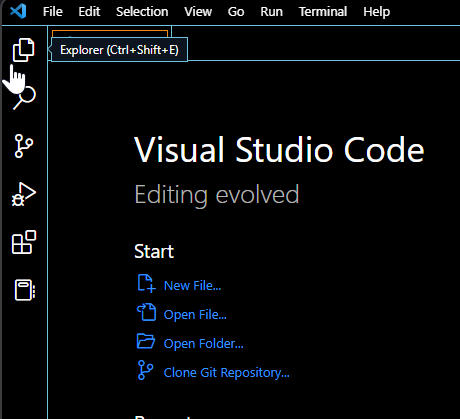 File Edit Selection View Go Run Terminal Help
Explorer (Ctrl+Shift+E)
Visual Studio Code
Editing evolved
Start
New File...
Open File...
Open Folder...
Clone Git Repository...